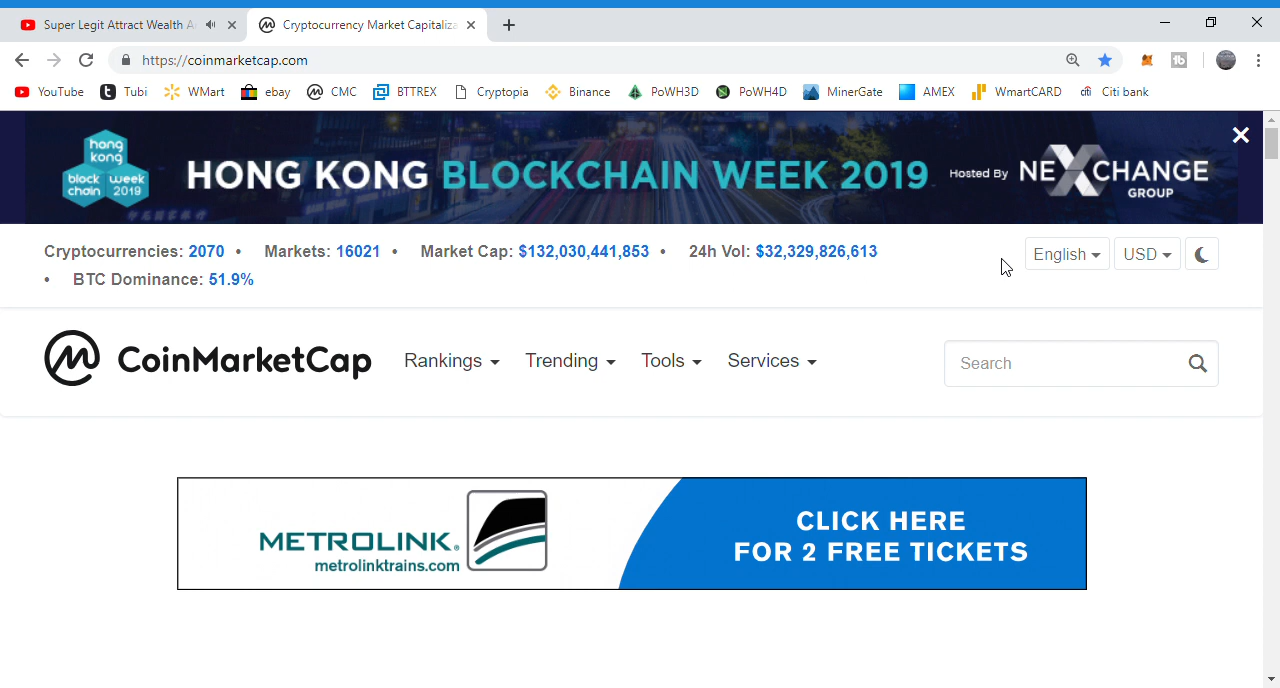 Super Legit Attract Wealth A
Cryptocurrency Market Capitaliza
https://coinmarketcap.com
YouTube Tubi WMart ebay CMC BTTREX Cryptopia Binance PoWH3D PoWH4D MinerGate AMEX WmartCARD Citi bank
hong
kong
block week
chain 2019
HONG KONG BLOCKCHAIN WEEK 2019
Hosted By NEXCHANGE
GROUP
Cryptocurrencies: 2070 • Markets: 16021 • Market Cap: $132,030,441,853 • 24h Vol: $32,329,826,613
• BTC Dominance: 51.9%
English USD
CoinMarketCap
Rankings Trending Tools Services
Search
METROLINK®
metrolinktrains.com
CLICK HERE
FOR 2 FREE TICKETS